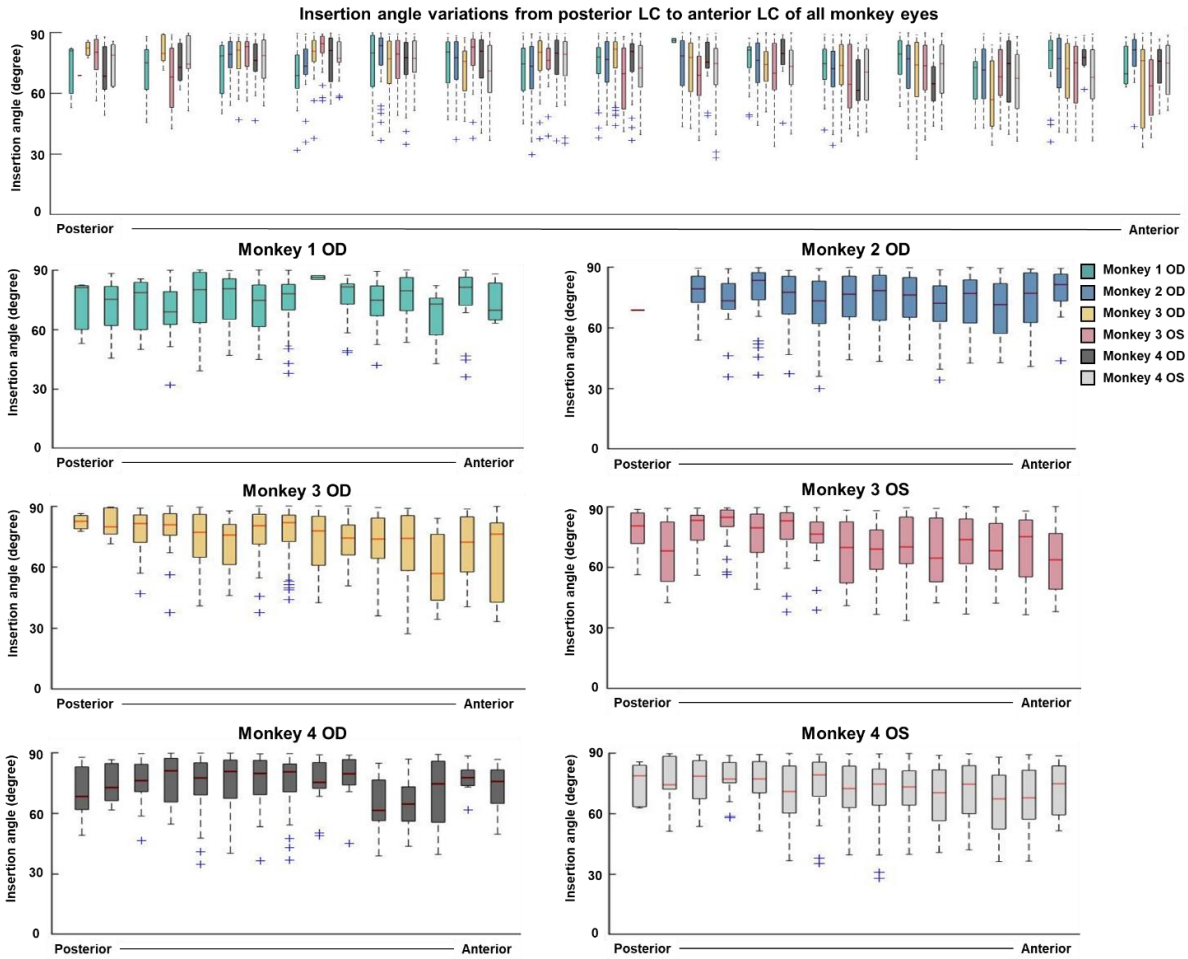 Insertion angle variations from posterior LC to anterior LC of all monkey eyes
Insertion angle (degree)
90
60
30
0
Posterior
Anterior
Monkey 1 OD
Insertion angle (degree)
90
60
30
0
Posterior
Anterior
Monkey 2 OD
Insertion angle (degree)
90
60
30
0
Posterior
Anterior
Monkey 1 OD
Monkey 2 OD
Monkey 3 OD
Monkey 3 OS
Monkey 4 OD
Monkey 4 OS
Monkey 3 OD
Insertion angle (degree)
90
60
30
0
Posterior
Anterior
Monkey 3 OS
Insertion angle (degree)
90
60
30
0
Posterior
Anterior
Monkey 4 OD
Insertion angle (degree)
90
60
30
0
Posterior
Anterior
Monkey 4 OS
Insertion angle (degree)
90
60
30
0
Posterior
Anterior